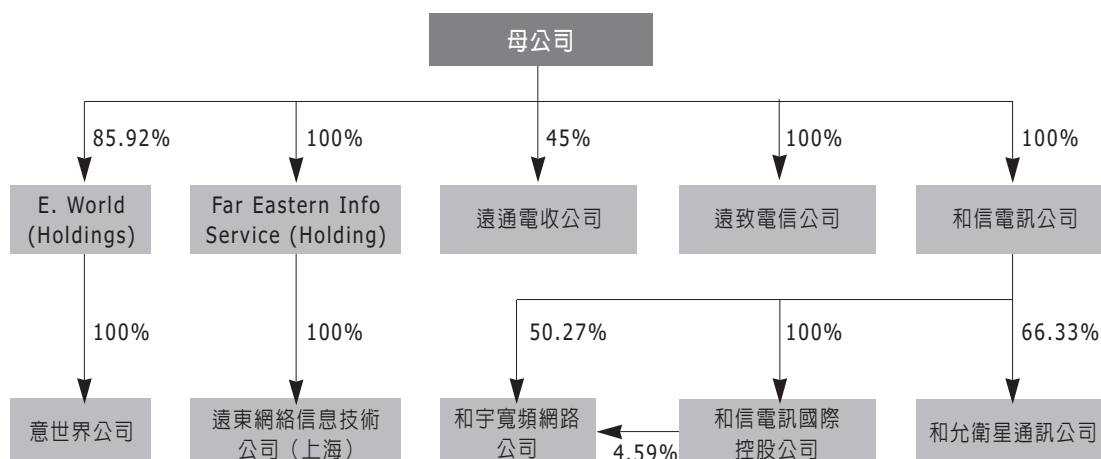 母公司
85.92%
100%
45%
100%
100%
E. World
(Holdings)
Far Eastern Info
Service (Holding)
遠通電收公司
遠致電信公司
和信電訊公司
100%
100%
50.27%
100%
66.33%
意世界公司
遠東網絡信息技術
公司（上海）
和宇寬頻網路
公司
4.59%
和信電訊國際
控股公司
和允衛星通訊公司